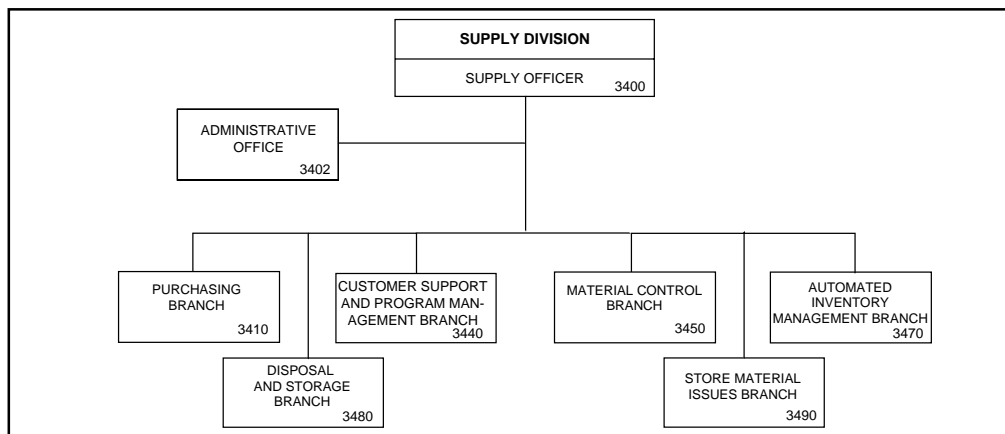 SUPPLY DIVISION
SUPPLY OFFICER
3400
ADMINISTRATIVE
OFFICE
3402
PURCHASING
BRANCH
3410
CUSTOMER SUPPORT
AND PROGRAM MAN-
AGEMENT BRANCH
3440
MATERIAL CONTROL
BRANCH
3450
AUTOMATED
INVENTORY
MANAGEMENT BRANCH
3470
DISPOSAL
AND STORAGE
BRANCH
3480
STORE MATERIAL
ISSUES BRANCH
3490